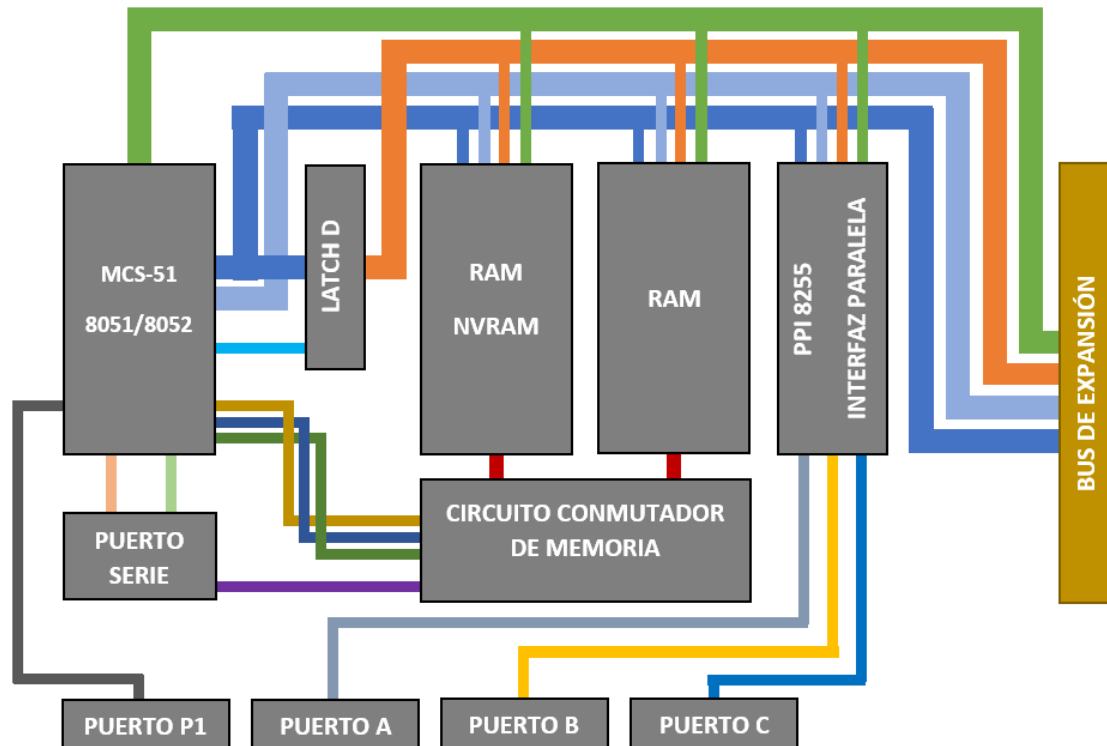 MCS-51
8051/8052
LATCH D
RAM
NVRAM
RAM
PPI 8255
INTERFAZ PARALELA
BUS DE EXPANSIÓN
CIRCUITO CONMUTADOR
DE MEMORIA
PUERTO
SERIE
PUERTO P1
PUERTO A
PUERTO B
PUERTO C